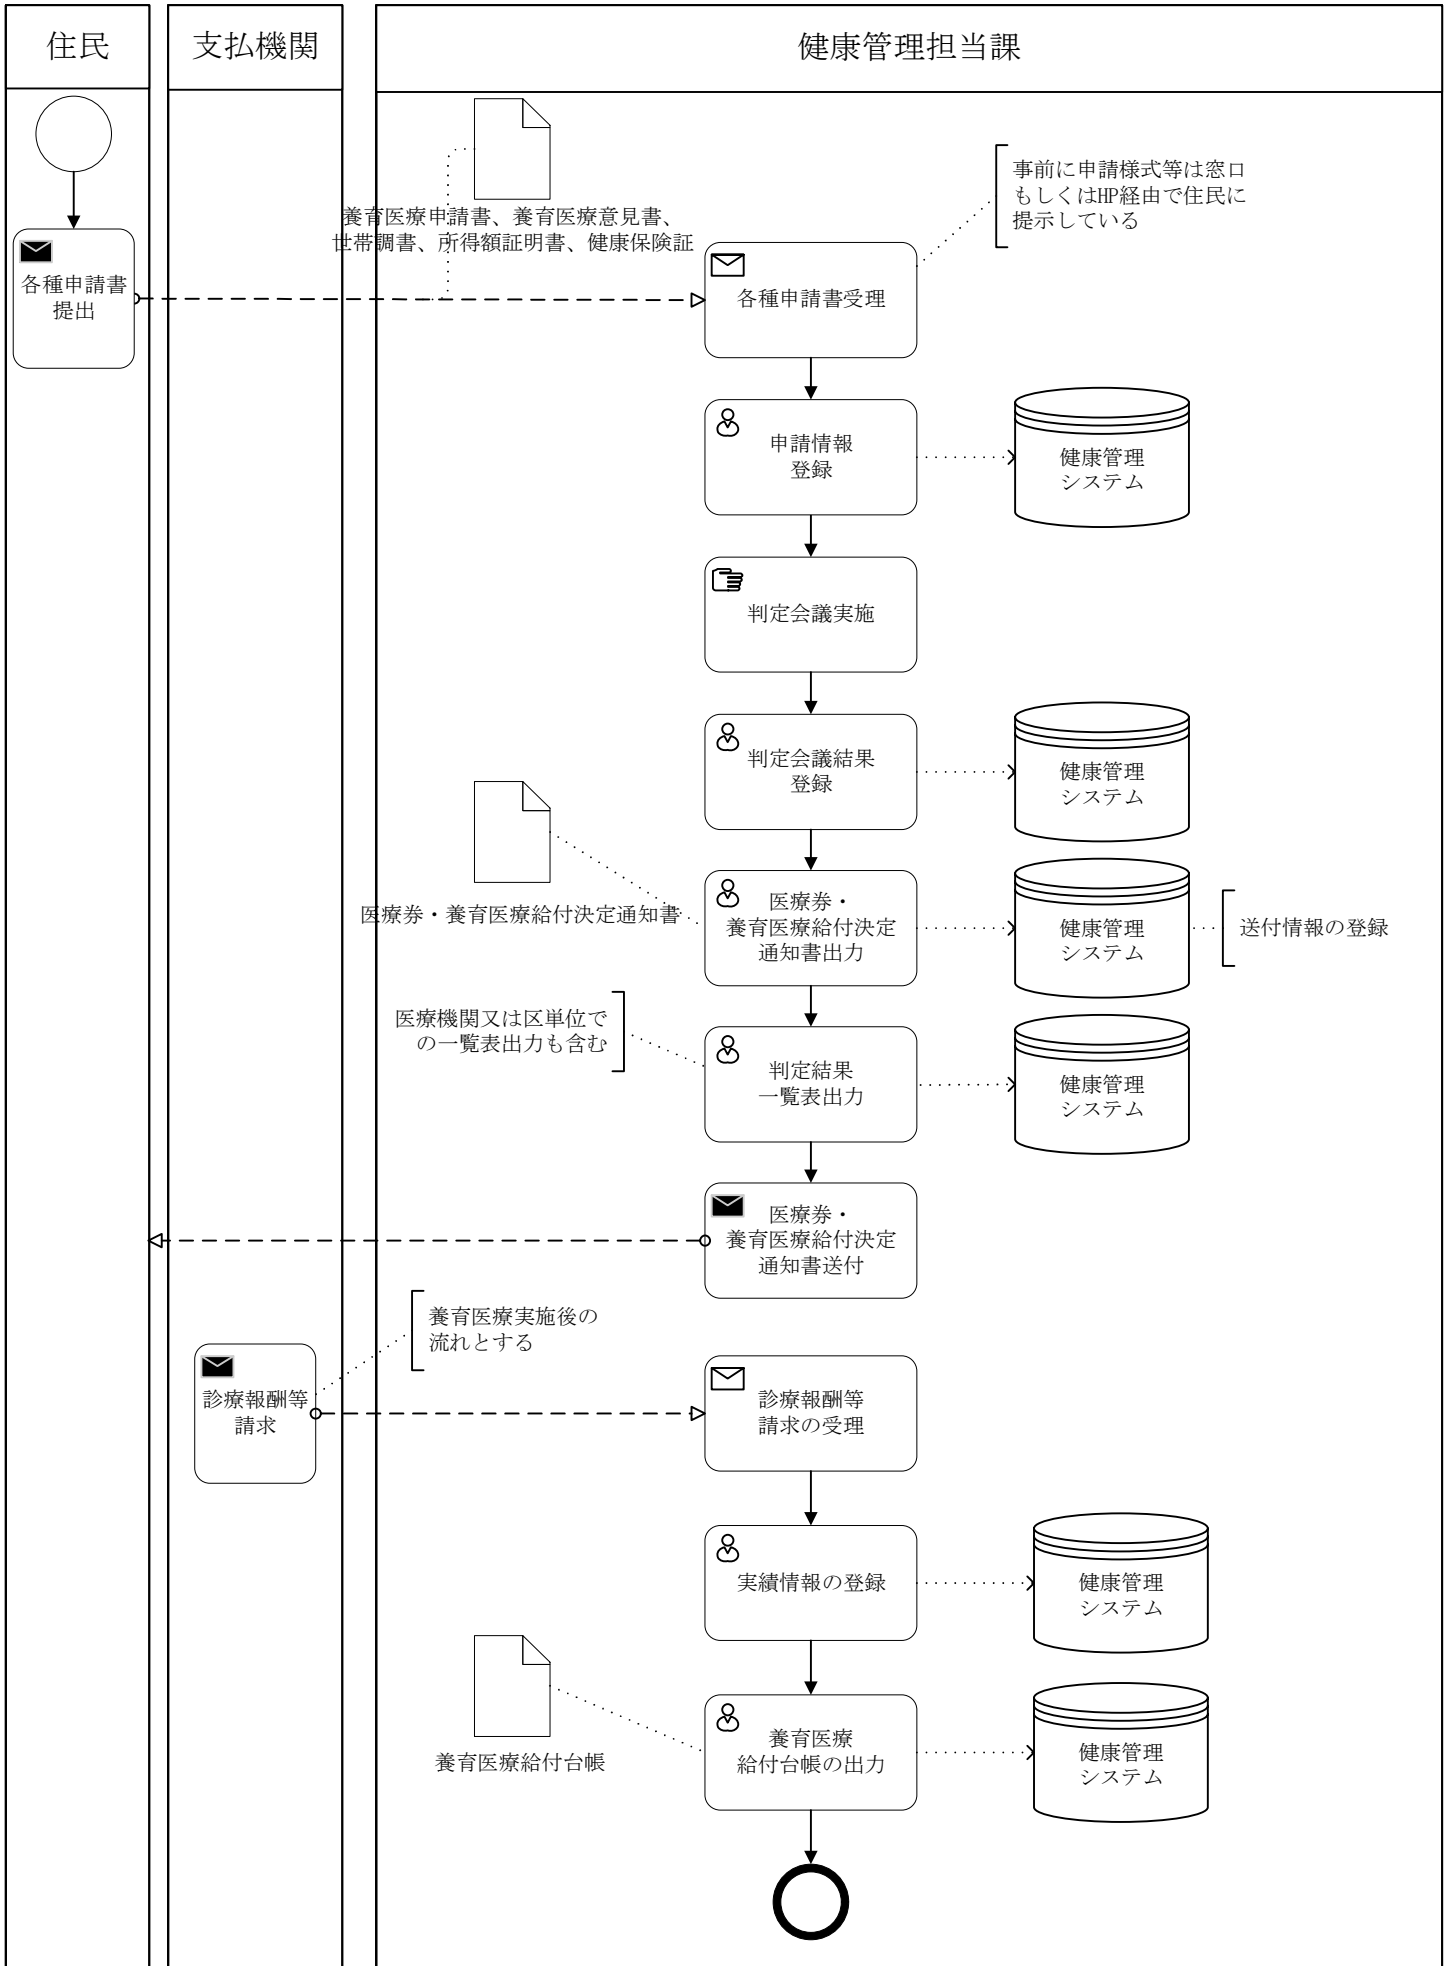 住民
支払機関
健康管理担当課
事前に申請様式等は窓口
もしくはHP経由で住民に
提示している
養育医療申請書、養育医療意見書、
世帯調書、所得額証明書、健康保険証
各種申請書
提出
各種申請書受理
申請情報
登録
健康管理
システム
判定会議実施
判定会議結果
登録
健康管理
システム
医療券・養育医療給付決定通知書
医療券・
養育医療給付決定
通知書出力
健康管理
システム
送付情報の登録
医療機関又は区単位で
の一覧表出力も含む
判定結果
一覧表出力
健康管理
システム
医療券・
養育医療給付決定
通知書送付
養育医療実施後の
流れとする
診療報酬等
請求
診療報酬等
請求の受理
実績情報の登録
健康管理
システム
養育医療給付台帳
養育医療
給付台帳の出力
健康管理
システム